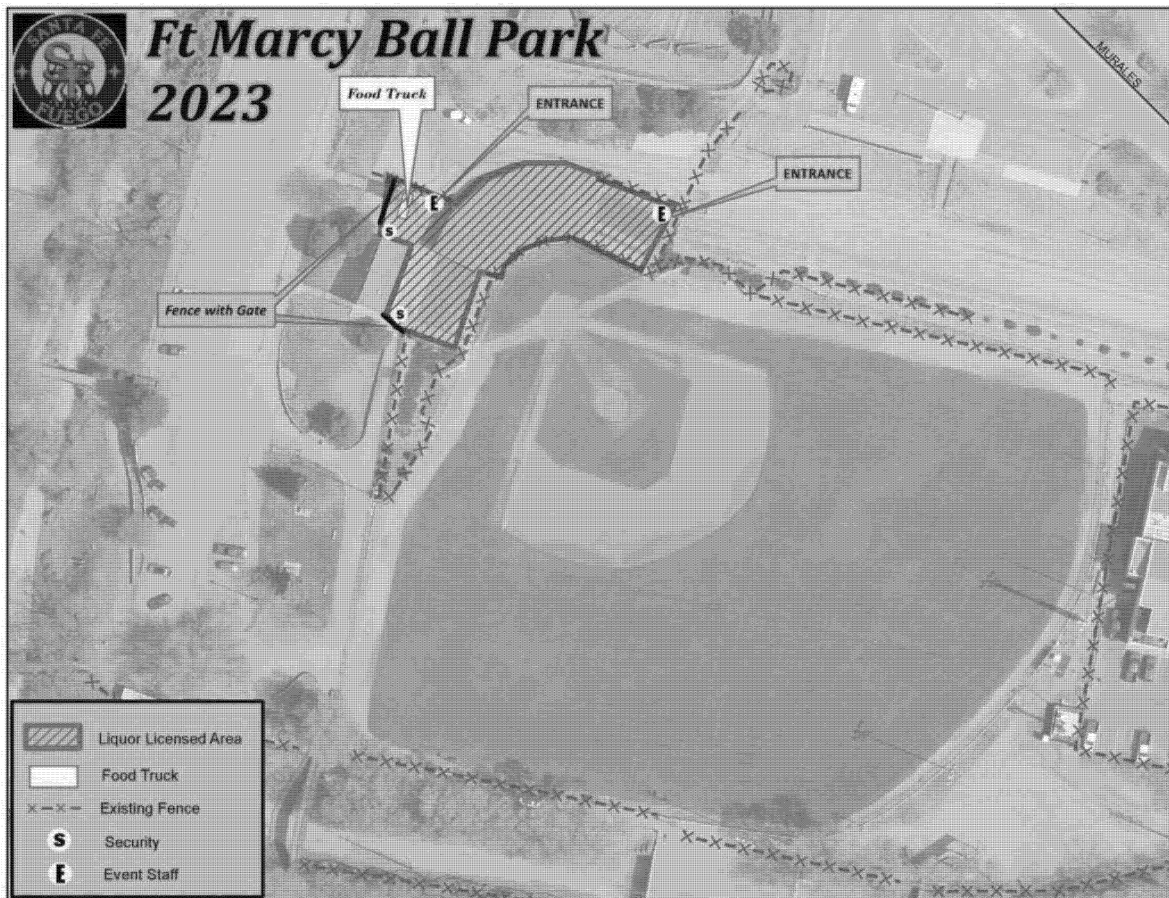 SANTA FE
FUEGO
Ft Marcy Ball Park
2023
Food Truck
ENTRANCE
ENTRANCE
MURALES
E
E
S
Fence with Gate
S
Liquor Licensed Area
Food Truck
Existing Fence
S Security
E Event Staff